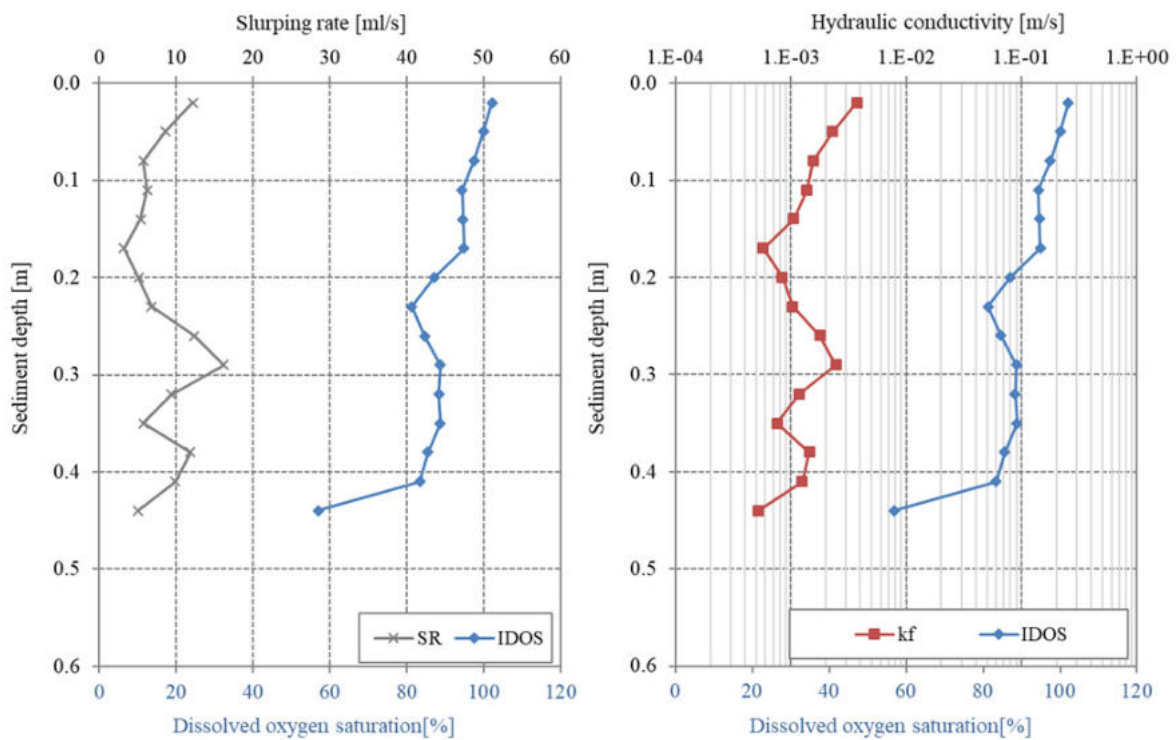 Slurping rate [ml/s]
0 10 20 30 40 50 60
0.0
0.1
0.2
0.3
0.4
0.5
0.6
Sediment depth [m]
SR IDOS
0 20 40 60 80 100 120
Dissolved oxygen saturation[%]
Hydraulic conductivity [m/s]
1.E-04 1.E-03 1.E-02 1.E-01 1.E+00
0.0
0.1
0.2
0.3
0.4
0.5
0.6
Sediment depth [m]
kf IDOS
0 20 40 60 80 100 120
Dissolved oxygen saturation[%]